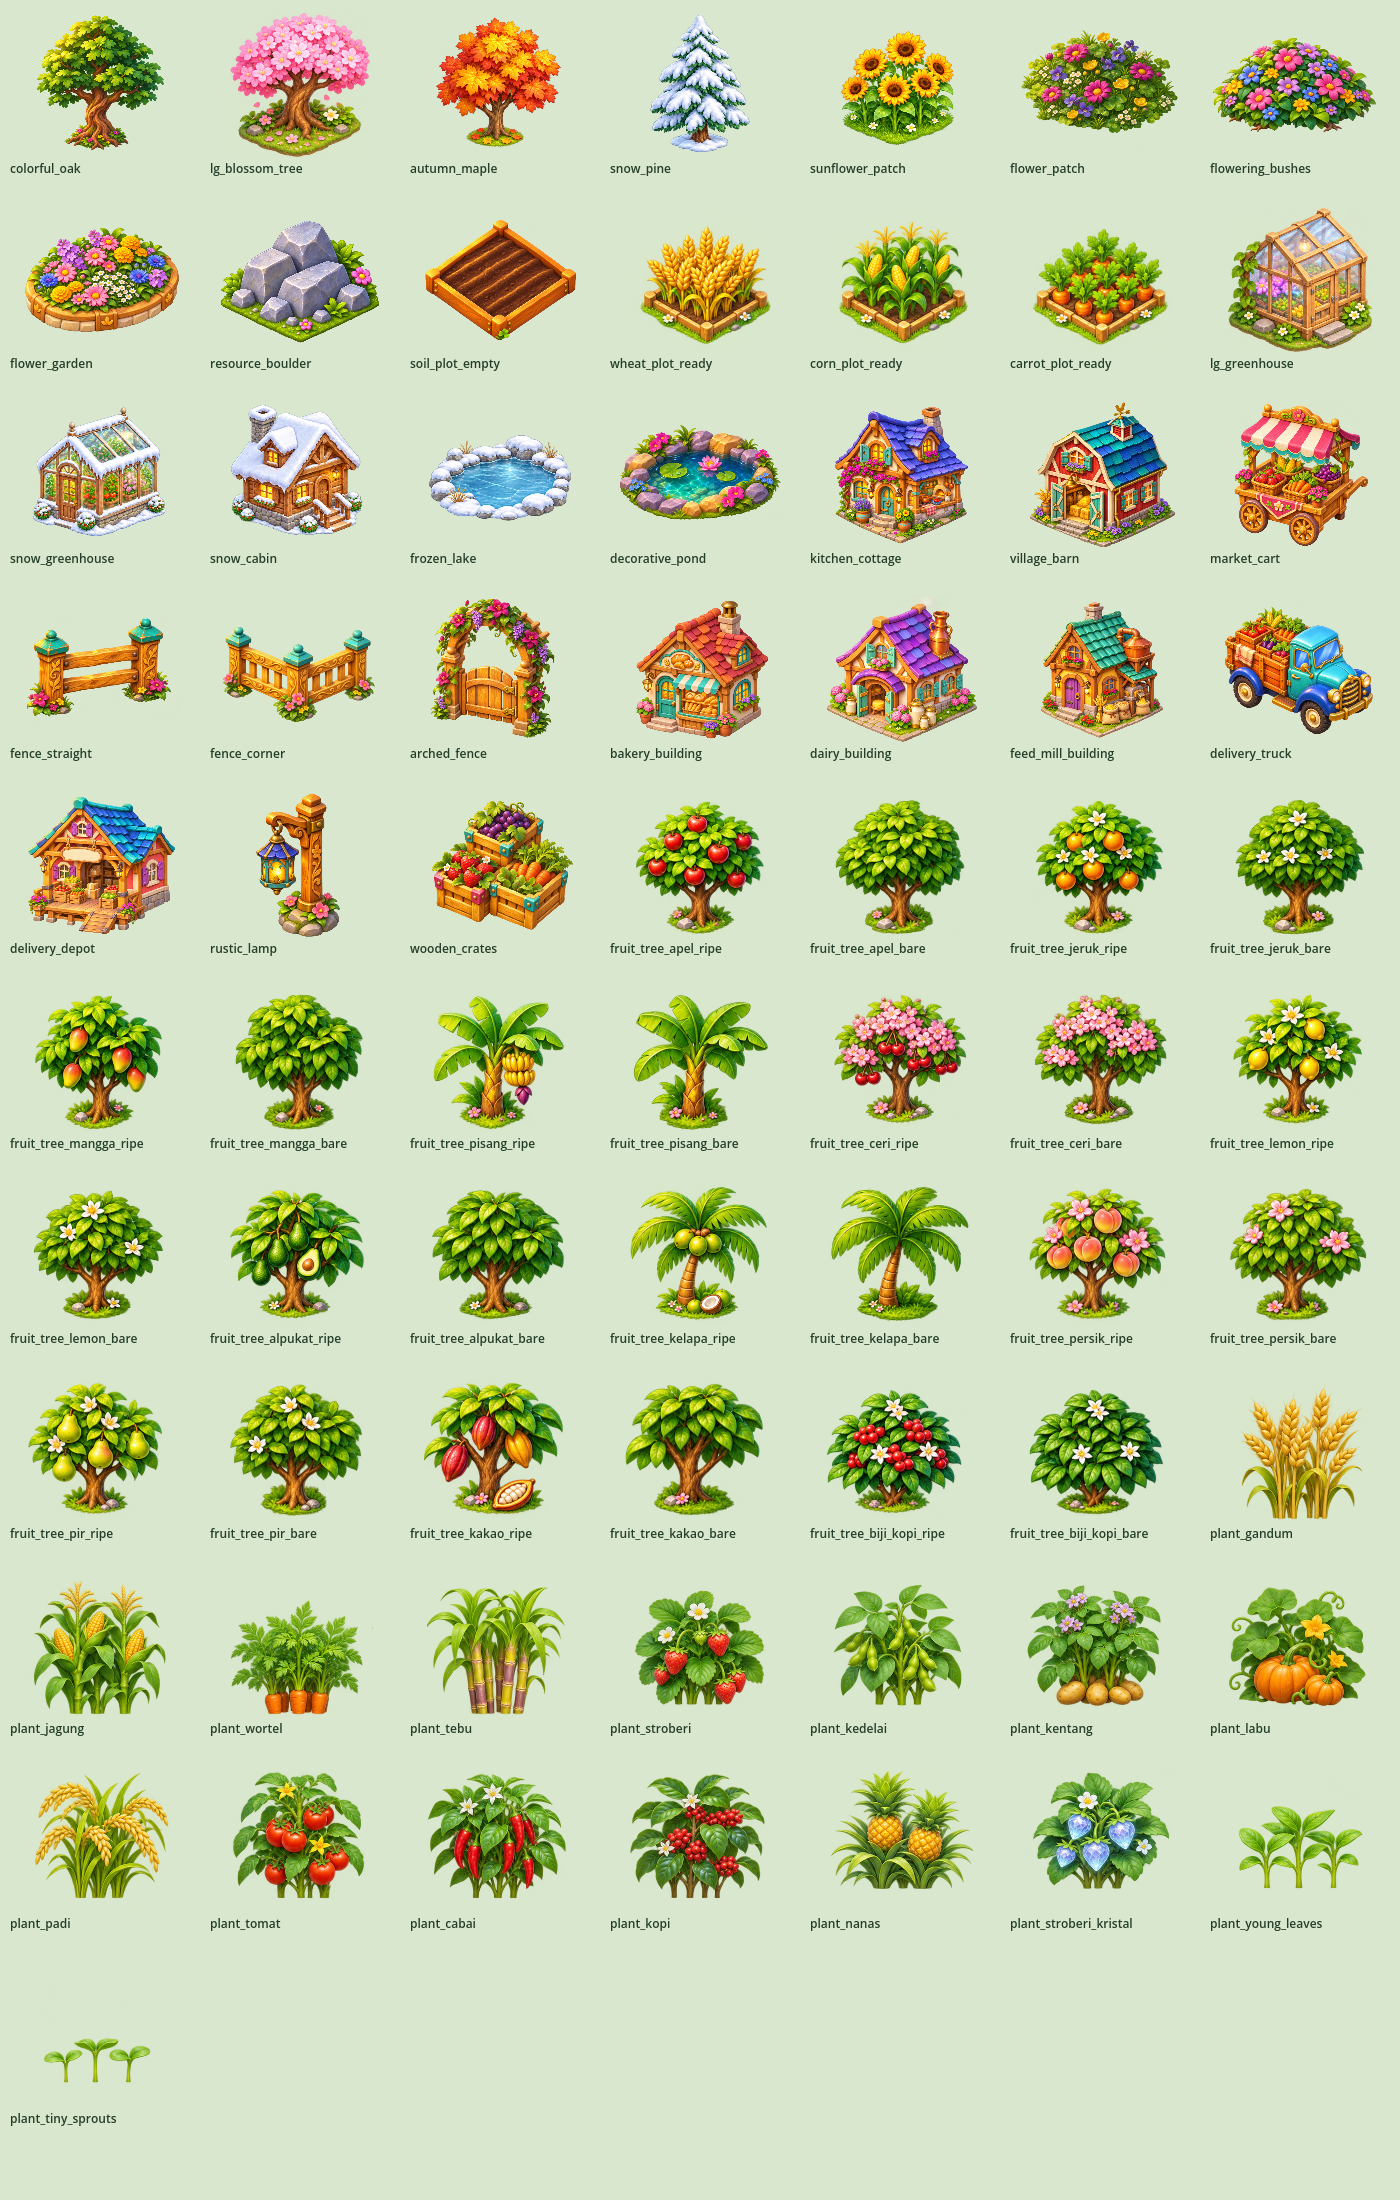 colorful_oak
lg_blossom_tree
autumn_maple
snow_pine
sunflower_patch
flower_patch
flowering_bushes
flower_garden
resource_boulder
soil_plot_empty
wheat_plot_ready
corn_plot_ready
carrot_plot_ready
lg_greenhouse
snow_greenhouse
snow_cabin
frozen_lake
decorative_pond
kitchen_cottage
village_barn
market_cart
fence_straight
fence_corner
arched_fence
bakery_building
dairy_building
feed_mill_building
delivery_truck
delivery_depot
rustic_lamp
wooden_crates
fruit_tree_apel_ripe
fruit_tree_apel_bare
fruit_tree_jeruk_ripe
fruit_tree_jeruk_bare
fruit_tree_mangga_ripe
fruit_tree_mangga_bare
fruit_tree_pisang_ripe
fruit_tree_pisang_bare
fruit_tree_ceri_ripe
fruit_tree_ceri_bare
fruit_tree_lemon_ripe
fruit_tree_lemon_bare
fruit_tree_alpukat_ripe
fruit_tree_alpukat_bare
fruit_tree_kelapa_ripe
fruit_tree_kelapa_bare
fruit_tree_persik_ripe
fruit_tree_persik_bare
fruit_tree_pir_ripe
fruit_tree_pir_bare
fruit_tree_kakao_ripe
fruit_tree_kakao_bare
fruit_tree_biji_kopi_ripe
fruit_tree_biji_kopi_bare
plant_gandum
plant_jagung
plant_wortel
plant_tebu
plant_stroberi
plant_kedelai
plant_kentang
plant_labu
plant_padi
plant_tomat
plant_cabai
plant_kopi
plant_nanas
plant_stroberi_kristal
plant_young_leaves
plant_tiny_sprouts